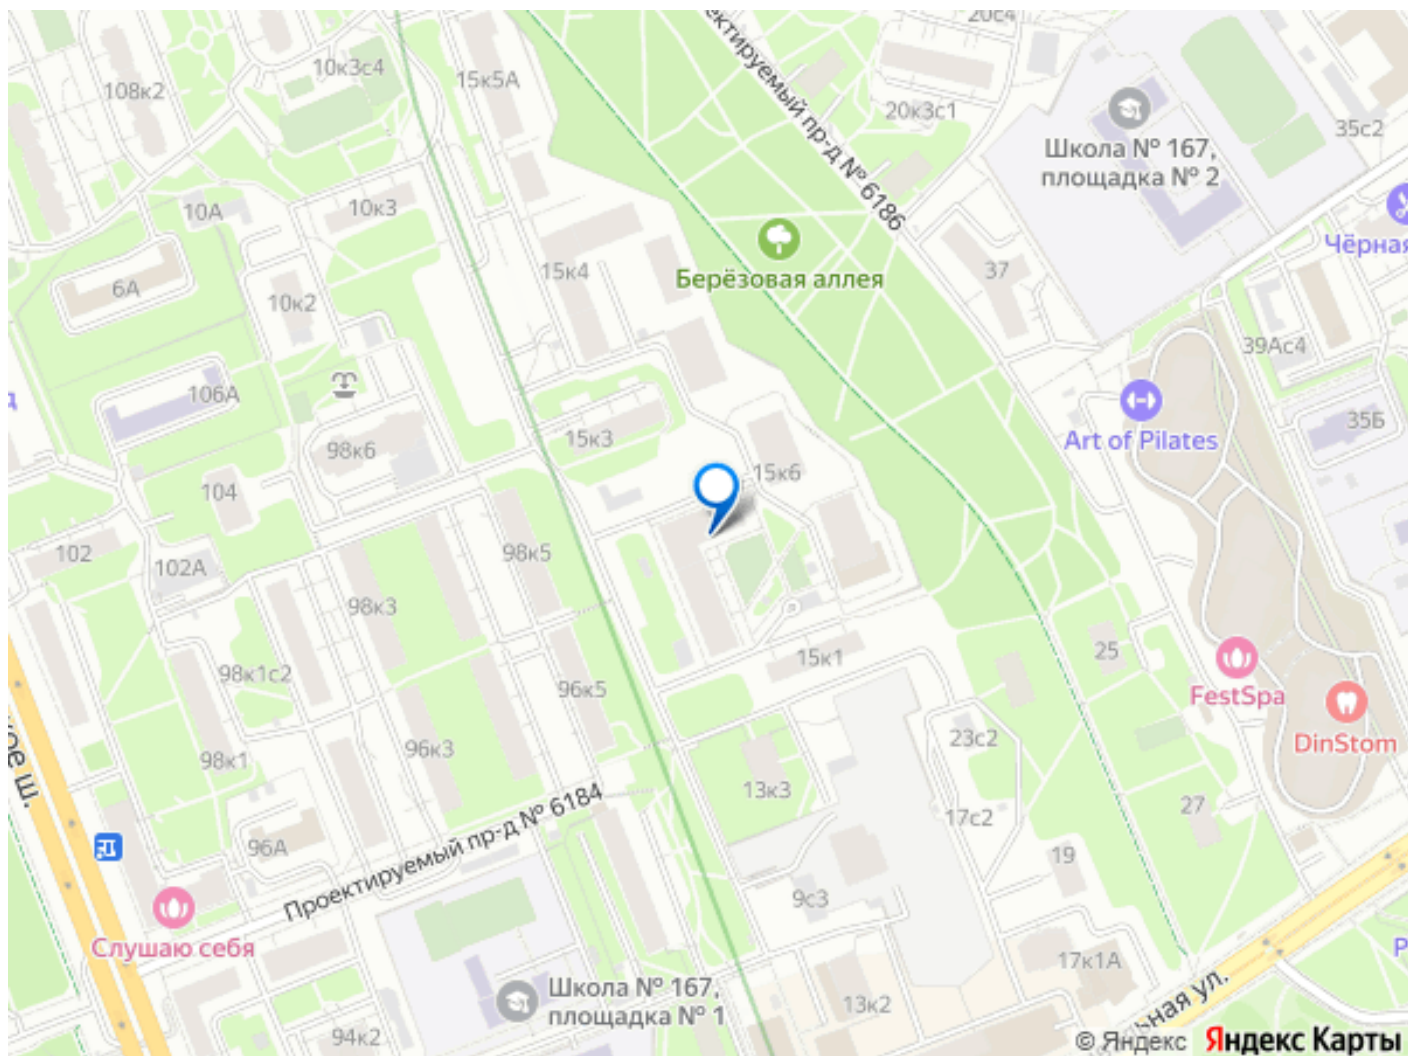 20с4
ектируемый пр-д № 6186
10к3с4
15к5А
108к2
20к3с1
35с2
Школа № 167,
площадка № 2
10А
10к3
Чёрная
Берёзовая аллея
15к4
37
6А
10к2
39Ас4
106А
35Б
Art of Pilates
15к3
98к6
15к6
104
102
98к5
102А
98к3
25
15к1
98к1с2
96к5
FestSpa
23с2
DinStom
96к3
98к1
ое ш.
13к3
27
17с2
Проектируемый пр-д № 6184
96А
19
9с3
Слушаю себя
17к1А
Школа № 167,
площадка № 1
13к2
ьная ул.
94к2
© Яндекс Яндекс Карты